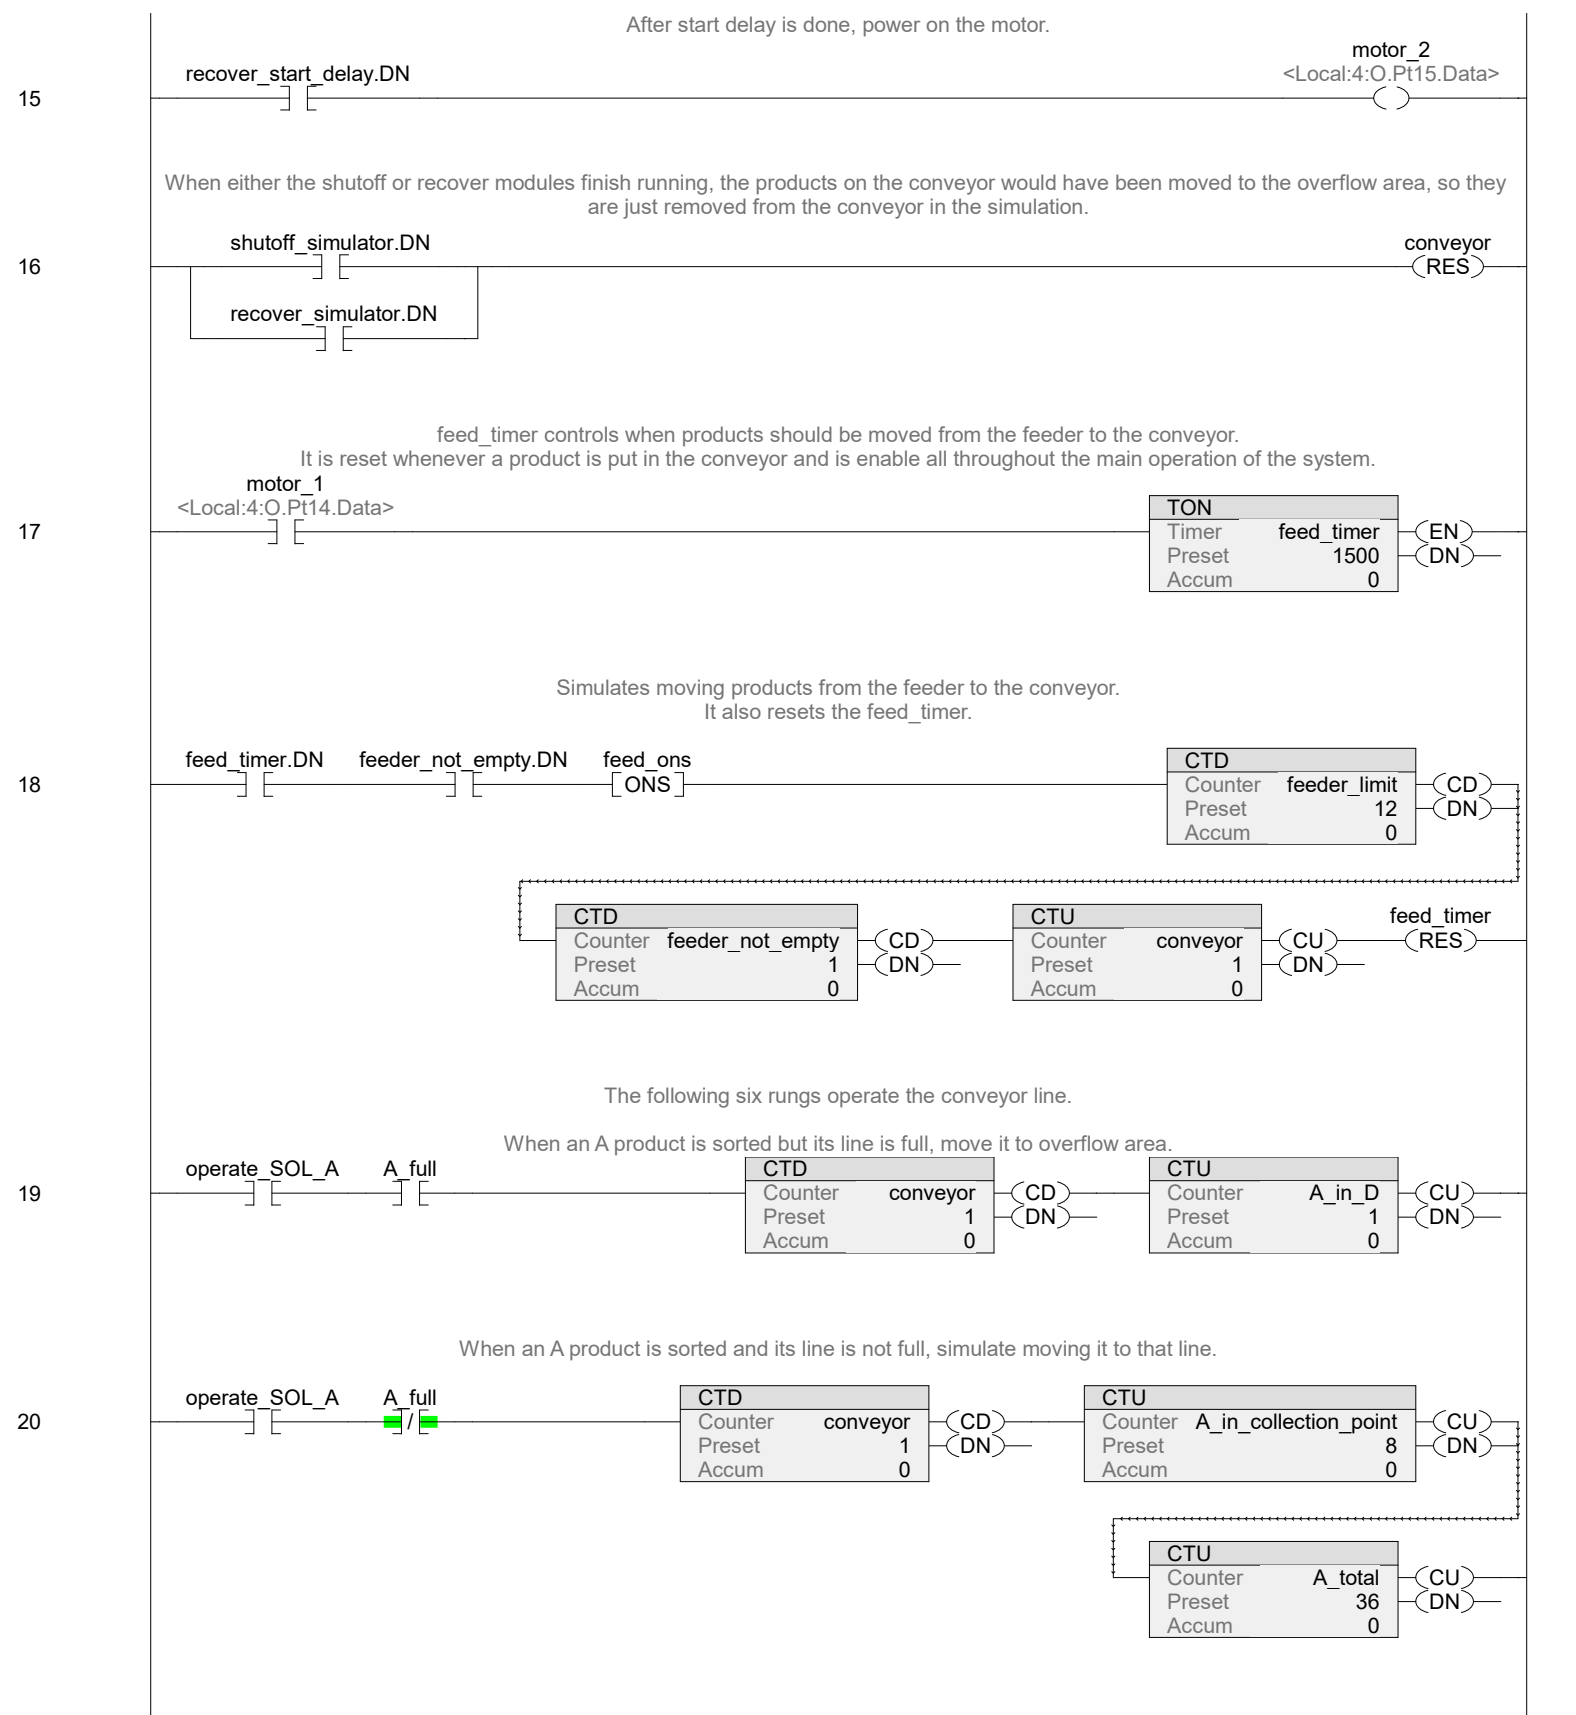 After start delay is done, power on the motor.
motor_2
recover_start_delay.DN <Local:4:O.Pt15.Data>
15
When either the shutoff or recover modules finish running, the products on the conveyor would have been moved to the overflow area, so they
are just removed from the conveyor in the simulation.
shutoff_simulator.DN conveyor
16 RES
recover_simulator.DN
feed_timer controls when products should be moved from the feeder to the conveyor.
It is reset whenever a product is put in the conveyor and is enable all throughout the main operation of the system.
motor_1
<Local:4:O.Pt14.Data> TON
17 Timer feed_timer EN
Preset 1500 DN
Accum 0
Simulates moving products from the feeder to the conveyor.
It also resets the feed_timer.
feed_timer.DN feeder_not_empty.DN feed_ons CTD
18 ONS Counter feeder_limit CD
Preset 12 DN
Accum 0
CTD CTU feed_timer
Counter feeder_not_empty CD Counter conveyor CU RES
Preset 1 DN Preset 1 DN
Accum 0 Accum 0
The following six rungs operate the conveyor line.
When an A product is sorted but its line is full, move it to overflow area.
operate_SOL_A A_full CTD CTU
19 Counter conveyor CD Counter A_in_D CU
Preset 1 DN Preset 1 DN
Accum 0 Accum 0
When an A product is sorted and its line is not full, simulate moving it to that line.
operate_SOL_A A_full CTD CTU
20 / Counter conveyor CD Counter A_in_collection_point CU
Preset 1 DN Preset 8 DN
Accum 0 Accum 0
CTU
Counter A_total CU
Preset 36 DN
Accum 0